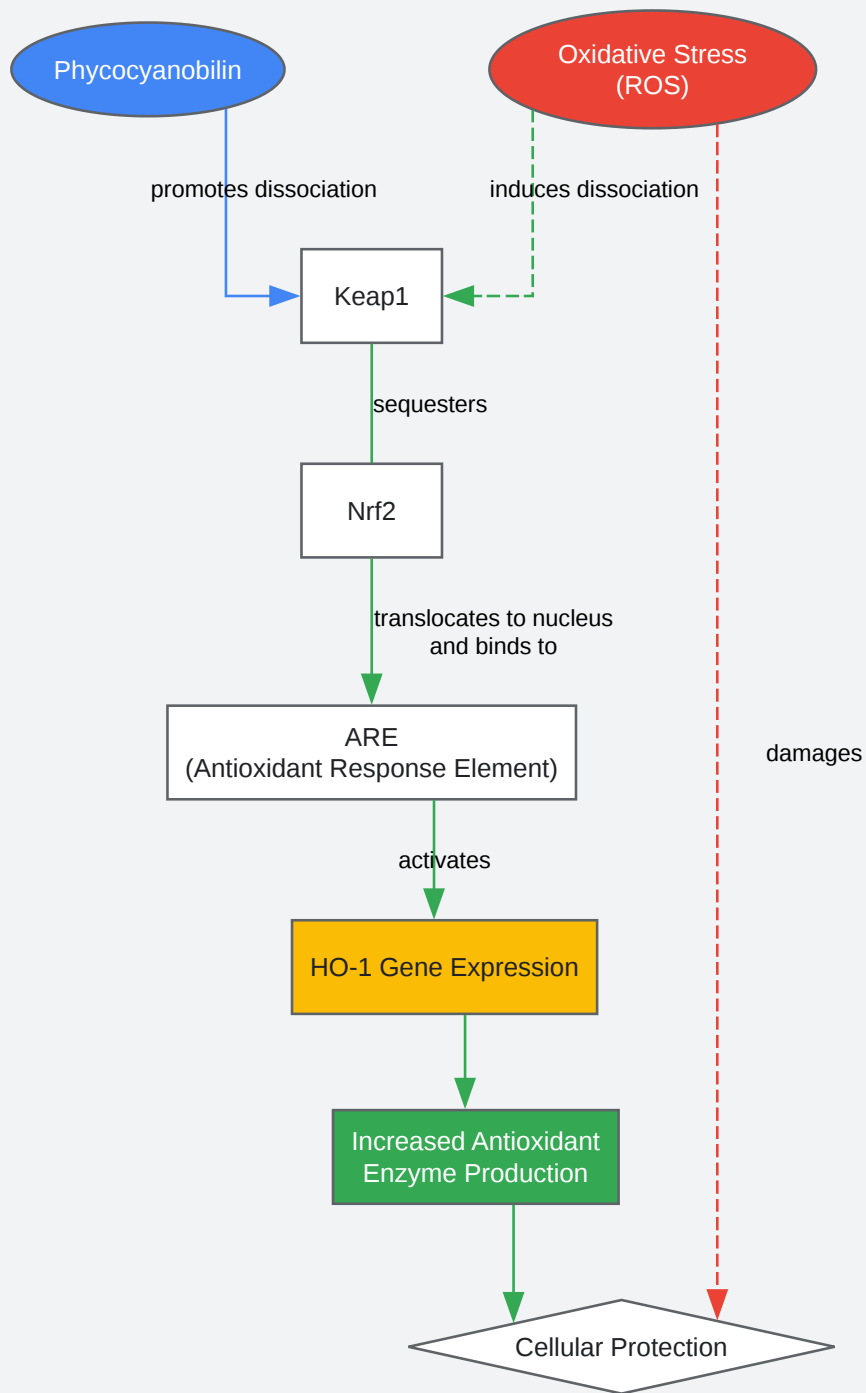 Phycocyanobilin
Oxidative Stress
(ROS)
promotes dissociation
induces dissociation
Keap1
sequesters
Nrf2
translocates to nucleus
and binds to
ARE
(Antioxidant Response Element)
damages
activates
HO-1 Gene Expression
Increased Antioxidant
Enzyme Production
Cellular Protection